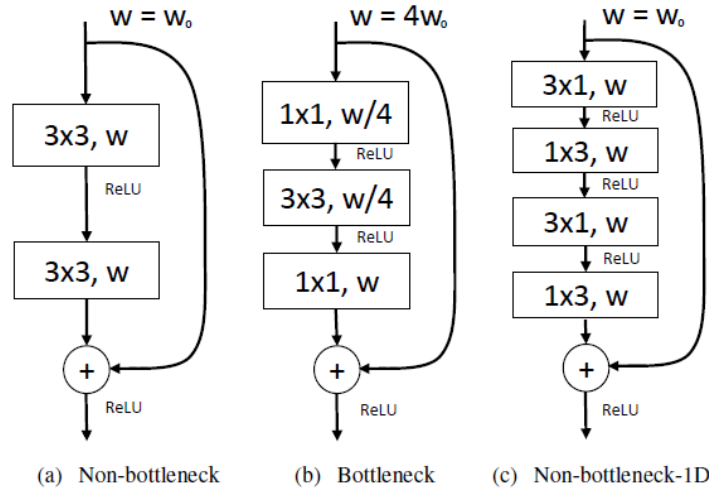 w = w₀
3x3, w
ReLU
3x3, w
+
ReLU
(a) Non-bottleneck
w = 4w₀
1x1, w/4
ReLU
3x3, w/4
ReLU
1x1, w
+
ReLU
(b) Bottleneck
w = w₀
3x1, w
ReLU
1x3, w
ReLU
3x1, w
ReLU
1x3, w
+
ReLU
(c) Non-bottleneck-1D